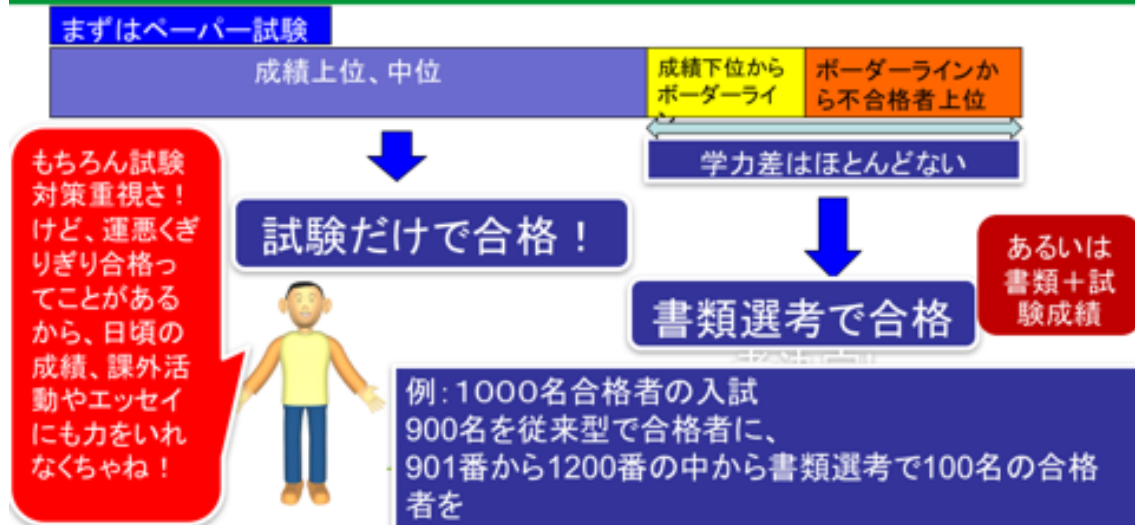 まずはペーパー試験
成績上位、中位
成績下位から
ボーダーライ
ン
ボーダーラインか
ら不合格者上位
学力差はほとんどない
もちろん試験
対策重視さ！
けど、運悪くぎ
りぎり合格っ
てことがある
から、日頃の
成績、課外活
動やエッセイ
にも力をいれ
なくちゃね！
試験だけで合格！
書類選考で合格
あるいは
書類＋試
験成績
例：１０００名合格者の入試
900名を従来型で合格者に、
901番から1200番の中から書類選考で100名の合格
者を